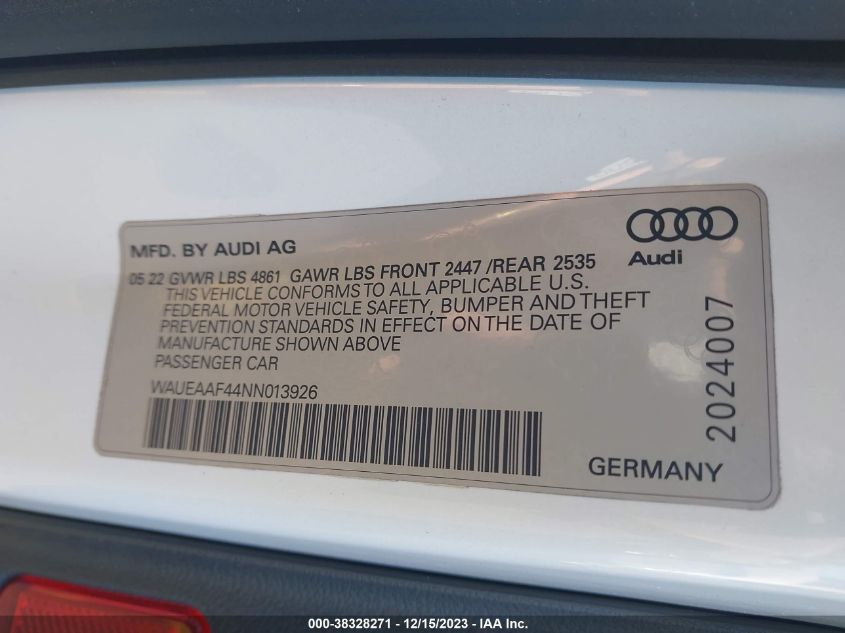 MFD. BY AUDI AG
Audi
05 22 GVWR LBS 4861 GAWR LBS FRONT 2447 /REAR 2535
THIS VEHICLE CONFORMS TO ALL APPLICABLE U.S.
FEDERAL MOTOR VEHICLE SAFETY, BUMPER AND THEFT
PREVENTION STANDARDS IN EFFECT ON THE DATE OF
MANUFACTURE SHOWN ABOVE
PASSENGER CAR
WAUEAAF44NN013926
2024007
GERMANY
000-38328271 - 12/15/2023 - IAA Inc.